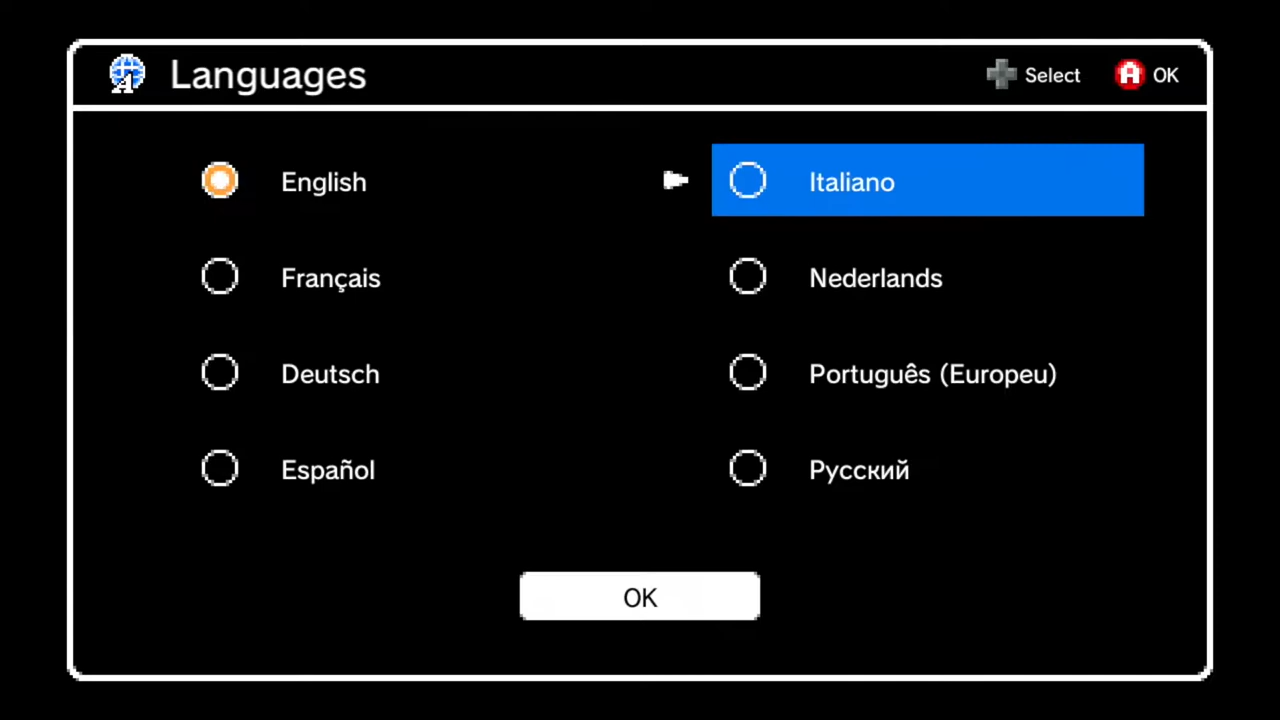 Languages
Select
A OK
English
Italiano
Français
Nederlands
Deutsch
Português (Europeu)
Español
Русский
OK